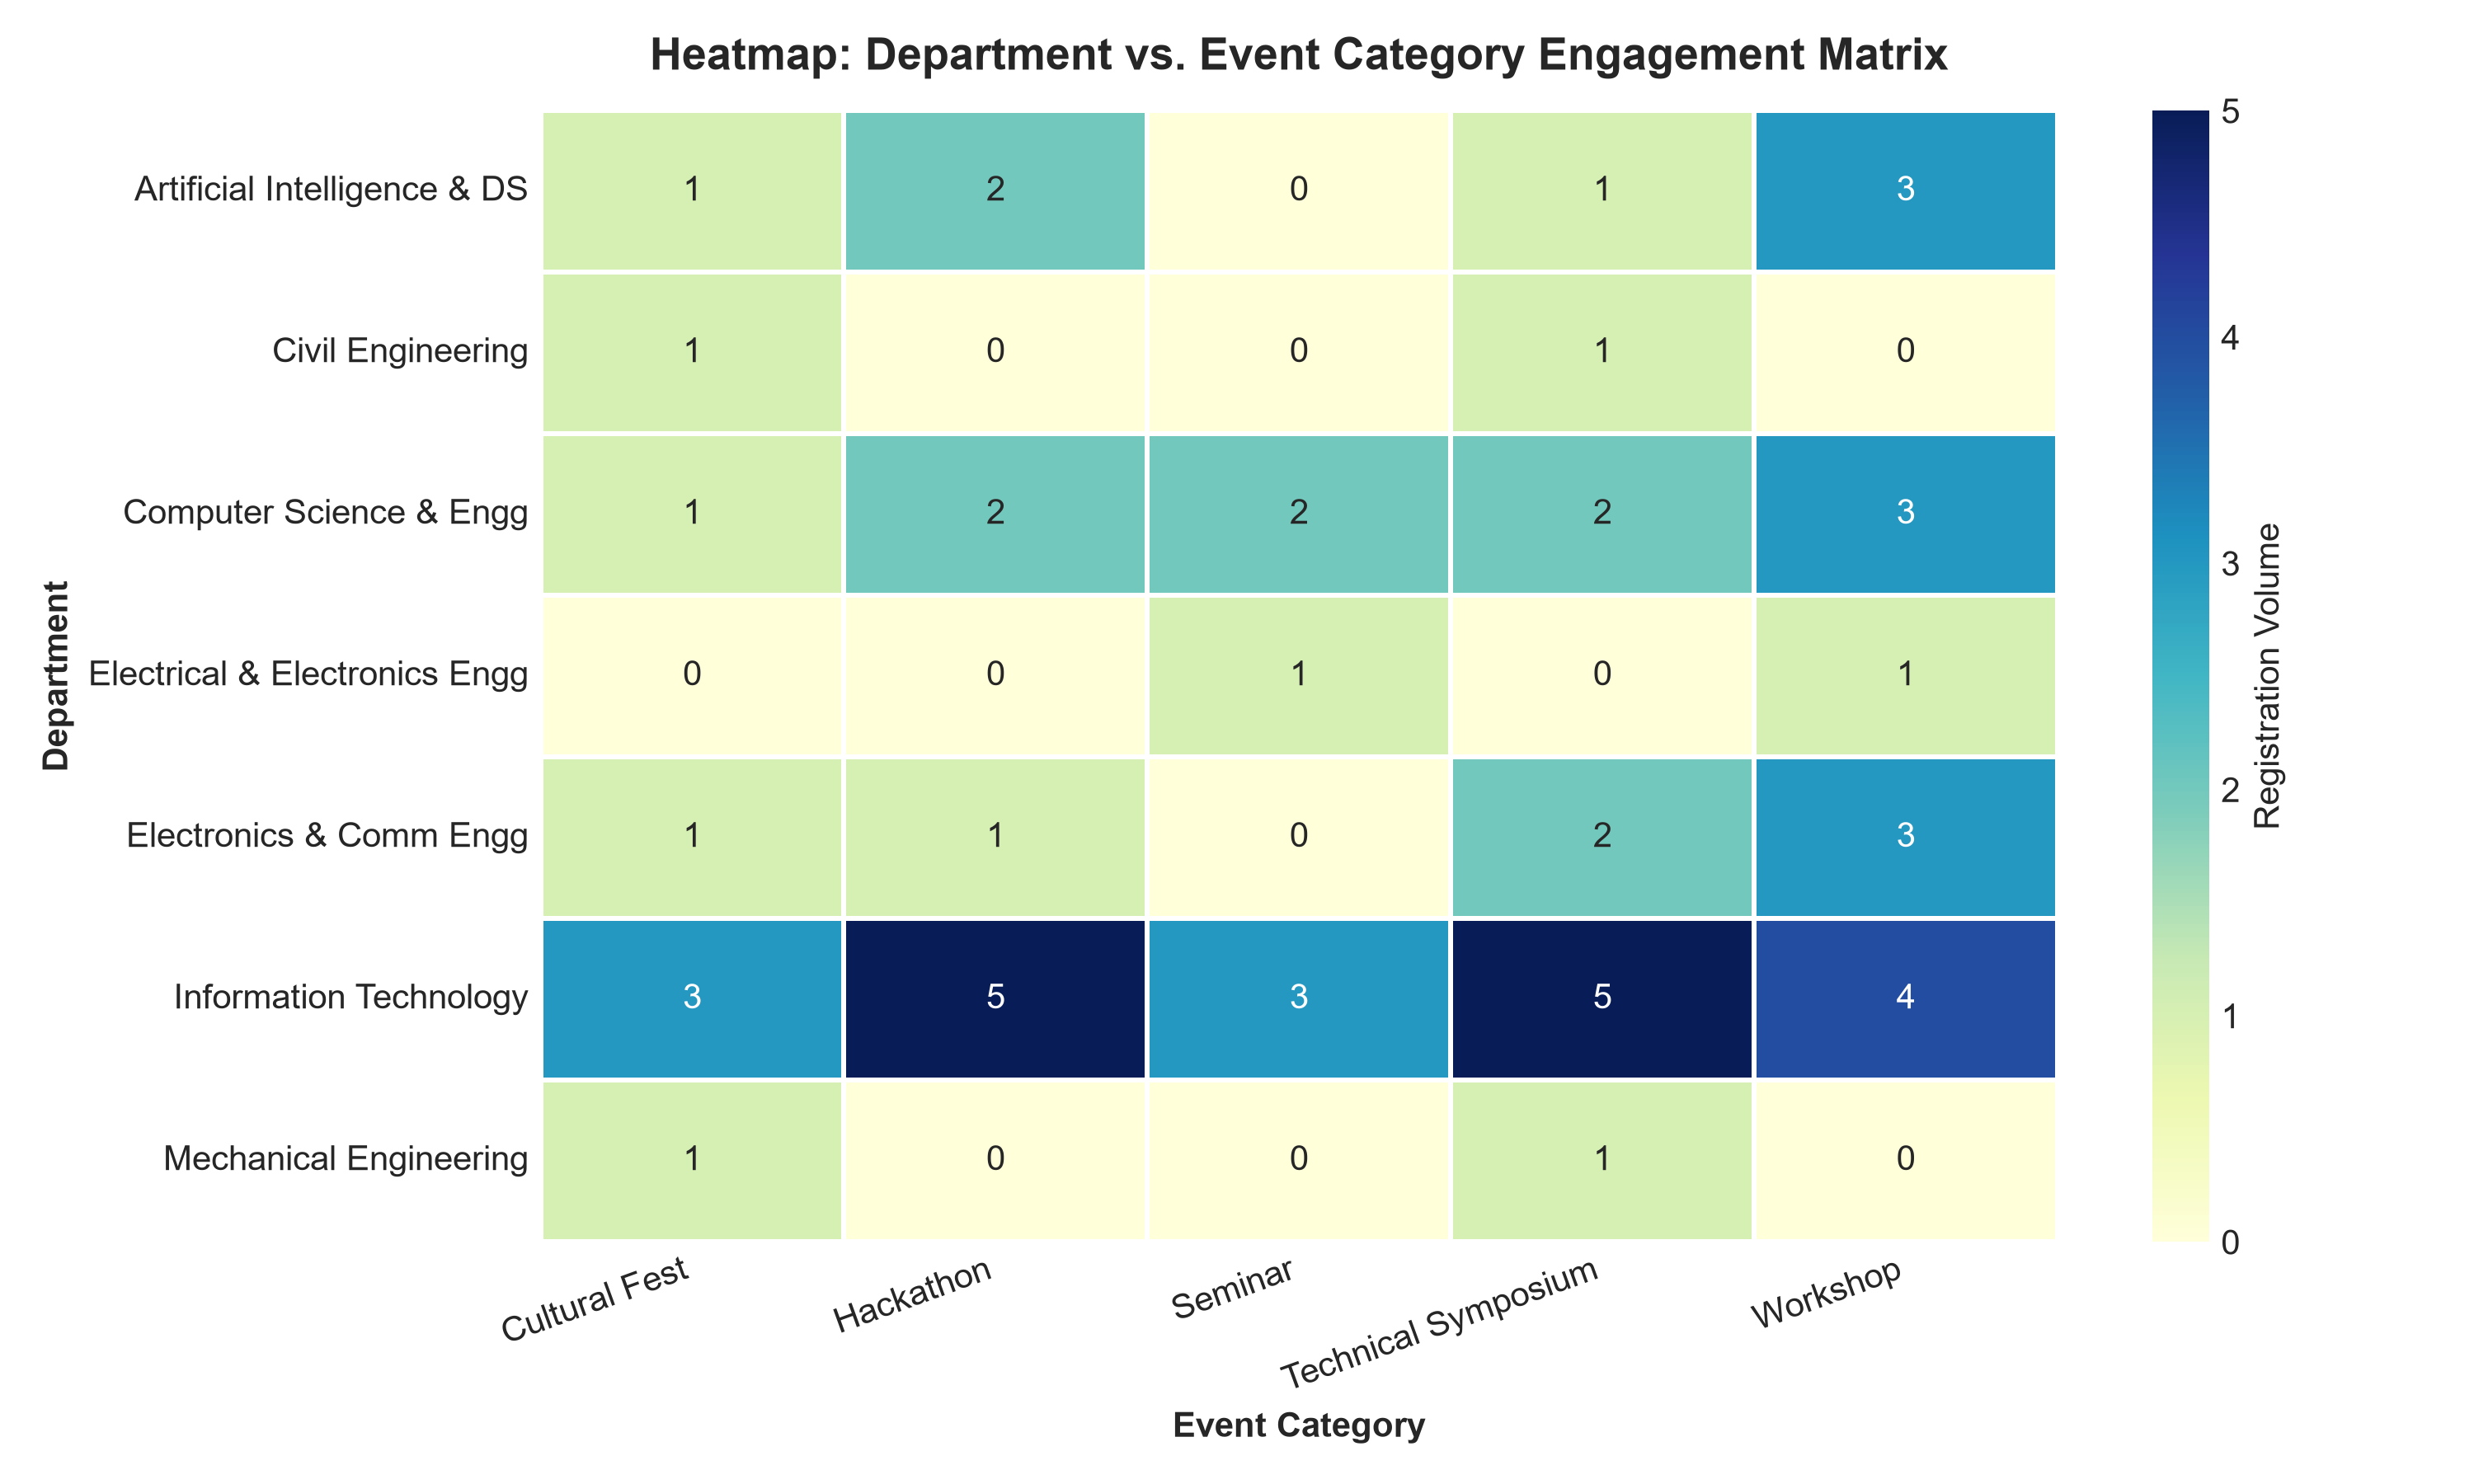 Heatmap: Department vs. Event Category Engagement Matrix
Artificial Intelligence & DS 1 2 0 1 3
Civil Engineering 1 0 0 1 0
Computer Science & Engg 1 2 2 2 3
Electrical & Electronics Engg 0 0 1 0 1
Electronics & Comm Engg 1 1 0 2 3
Information Technology 3 5 3 5 4
Mechanical Engineering 1 0 0 1 0
Department
Cultural Fest Hackathon Seminar Technical Symposium Workshop
Event Category
5
4
3
2
1
0
Registration Volume